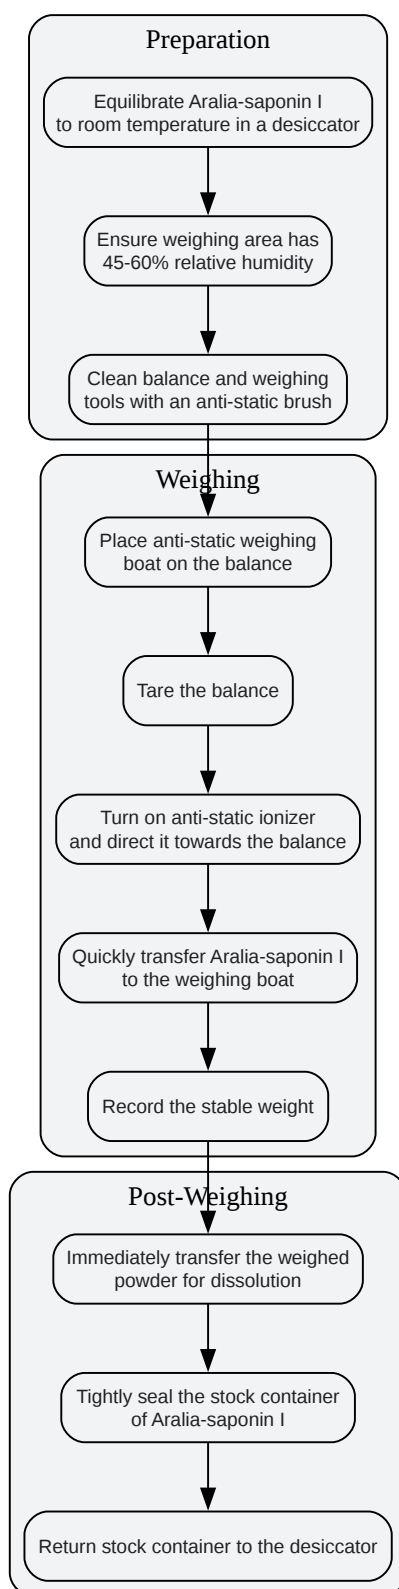 Preparation
Equilibrate Aralia-saponin I
to room temperature in a desiccator
Ensure weighing area has
45-60% relative humidity
Clean balance and weighing
tools with an anti-static brush
Weighing
Place anti-static weighing
boat on the balance
Tare the balance
Turn on anti-static ionizer
and direct it towards the balance
Quickly transfer Aralia-saponin I
to the weighing boat
Record the stable weight
Post-Weighing
Immediately transfer the weighed
powder for dissolution
Tightly seal the stock container
of Aralia-saponin I
Return stock container to the desiccator